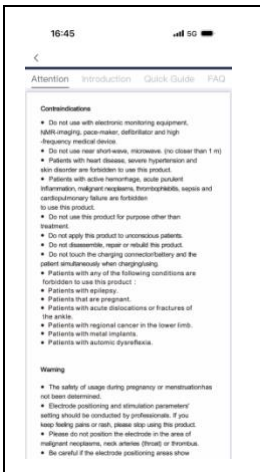 16:45
5G
Attention Introduction Quick Guide FAQ
Contraindications
• Do not use with electronic monitoring equipment,
NMR-imaging, pace-maker, defibrillator and high
-frequency medical device.
• Do not use near short-wave, microwave. (no closer than 1 m)
• Patients with heart disease, severe hypertension and
skin disorder are forbidden to use this product.
• Patients with active hemorrhage, acute purulent
inflammation, malignant neoplasms, thrombophlebitis, sepsis and
cardiopulmonary failure are forbidden
to use this product.
• Do not use this product for purpose other than
treatment.
• Do not apply this product to unconscious patients.
• Do not disassemble, repair or rebuild this product.
• Do not touch the charging connector/battery and the
patient simultaneously when charging/using.
• Patients with any of the following conditions are
forbidden to use this product :
• Patients with epilepsy.
• Patients that are pregnant.
• Patients with acute dislocations or fractures of
the ankle.
• Patients with regional cancer in the lower limb.
• Patients with metal implants.
• Patients with automic dysreflexia.
Warning
• The safety of usage during pregnancy or menstruationhas
not been determined.
• Electrode positioning and stimulation parameters'
setting should be conducted by professionals. If you
keep feeling pains or rash, please stop using this product.
• Please do not position the electrode in the area of
malignant neoplasms, neck arteries (throat) or thrombus.
• Be careful if the electrode positioning areas show